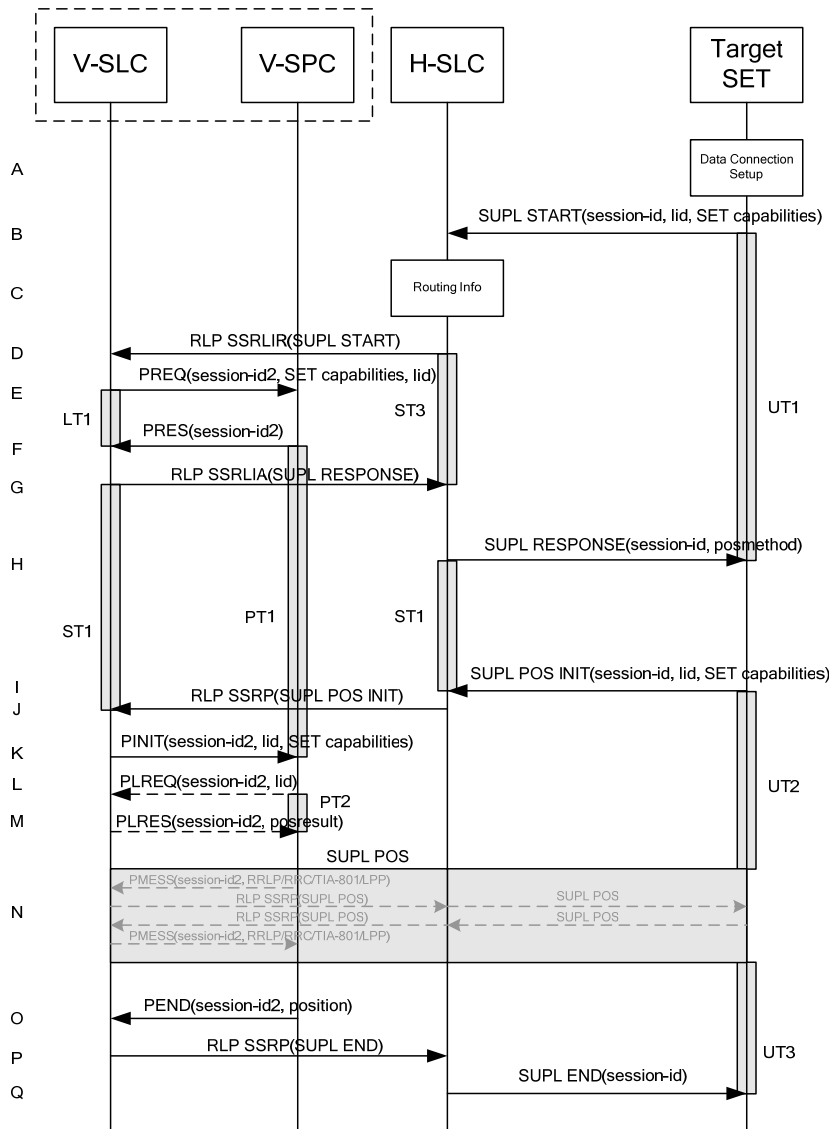 V-SLC
V-SPC
H-SLC
Target
SET
A
Data Connection
Setup
B
SUPL START(session-id, lid, SET capabilities)
C
Routing Info
D
RLP SSRLIR(SUPL START)
E
PREQ(session-id2, SET capabilities, lid)
LT1
ST3
UT1
F
PRES(session-id2)
G
RLP SSRLIA(SUPL RESPONSE)
H
SUPL RESPONSE(session-id, posmethod)
ST1
PT1
ST1
I
SUPL POS INIT(session-id, lid, SET capabilities)
J
RLP SSRP(SUPL POS INIT)
K
PINIT(session-id2, lid, SET capabilities)
L
PLREQ(session-id2, lid)
PT2
UT2
M
PLRES(session-id2, posresult)
SUPL POS
PMESS(session-id2, RRLP/RRC/TIA-801/LPP)
RLP SSRP(SUPL POS)
SUPL POS
N
RLP SSRP(SUPL POS)
SUPL POS
PMESS(session-id2, RRLP/RRC/TIA-801/LPP)
O
PEND(session-id2, position)
P
RLP SSRP(SUPL END)
UT3
Q
SUPL END(session-id)